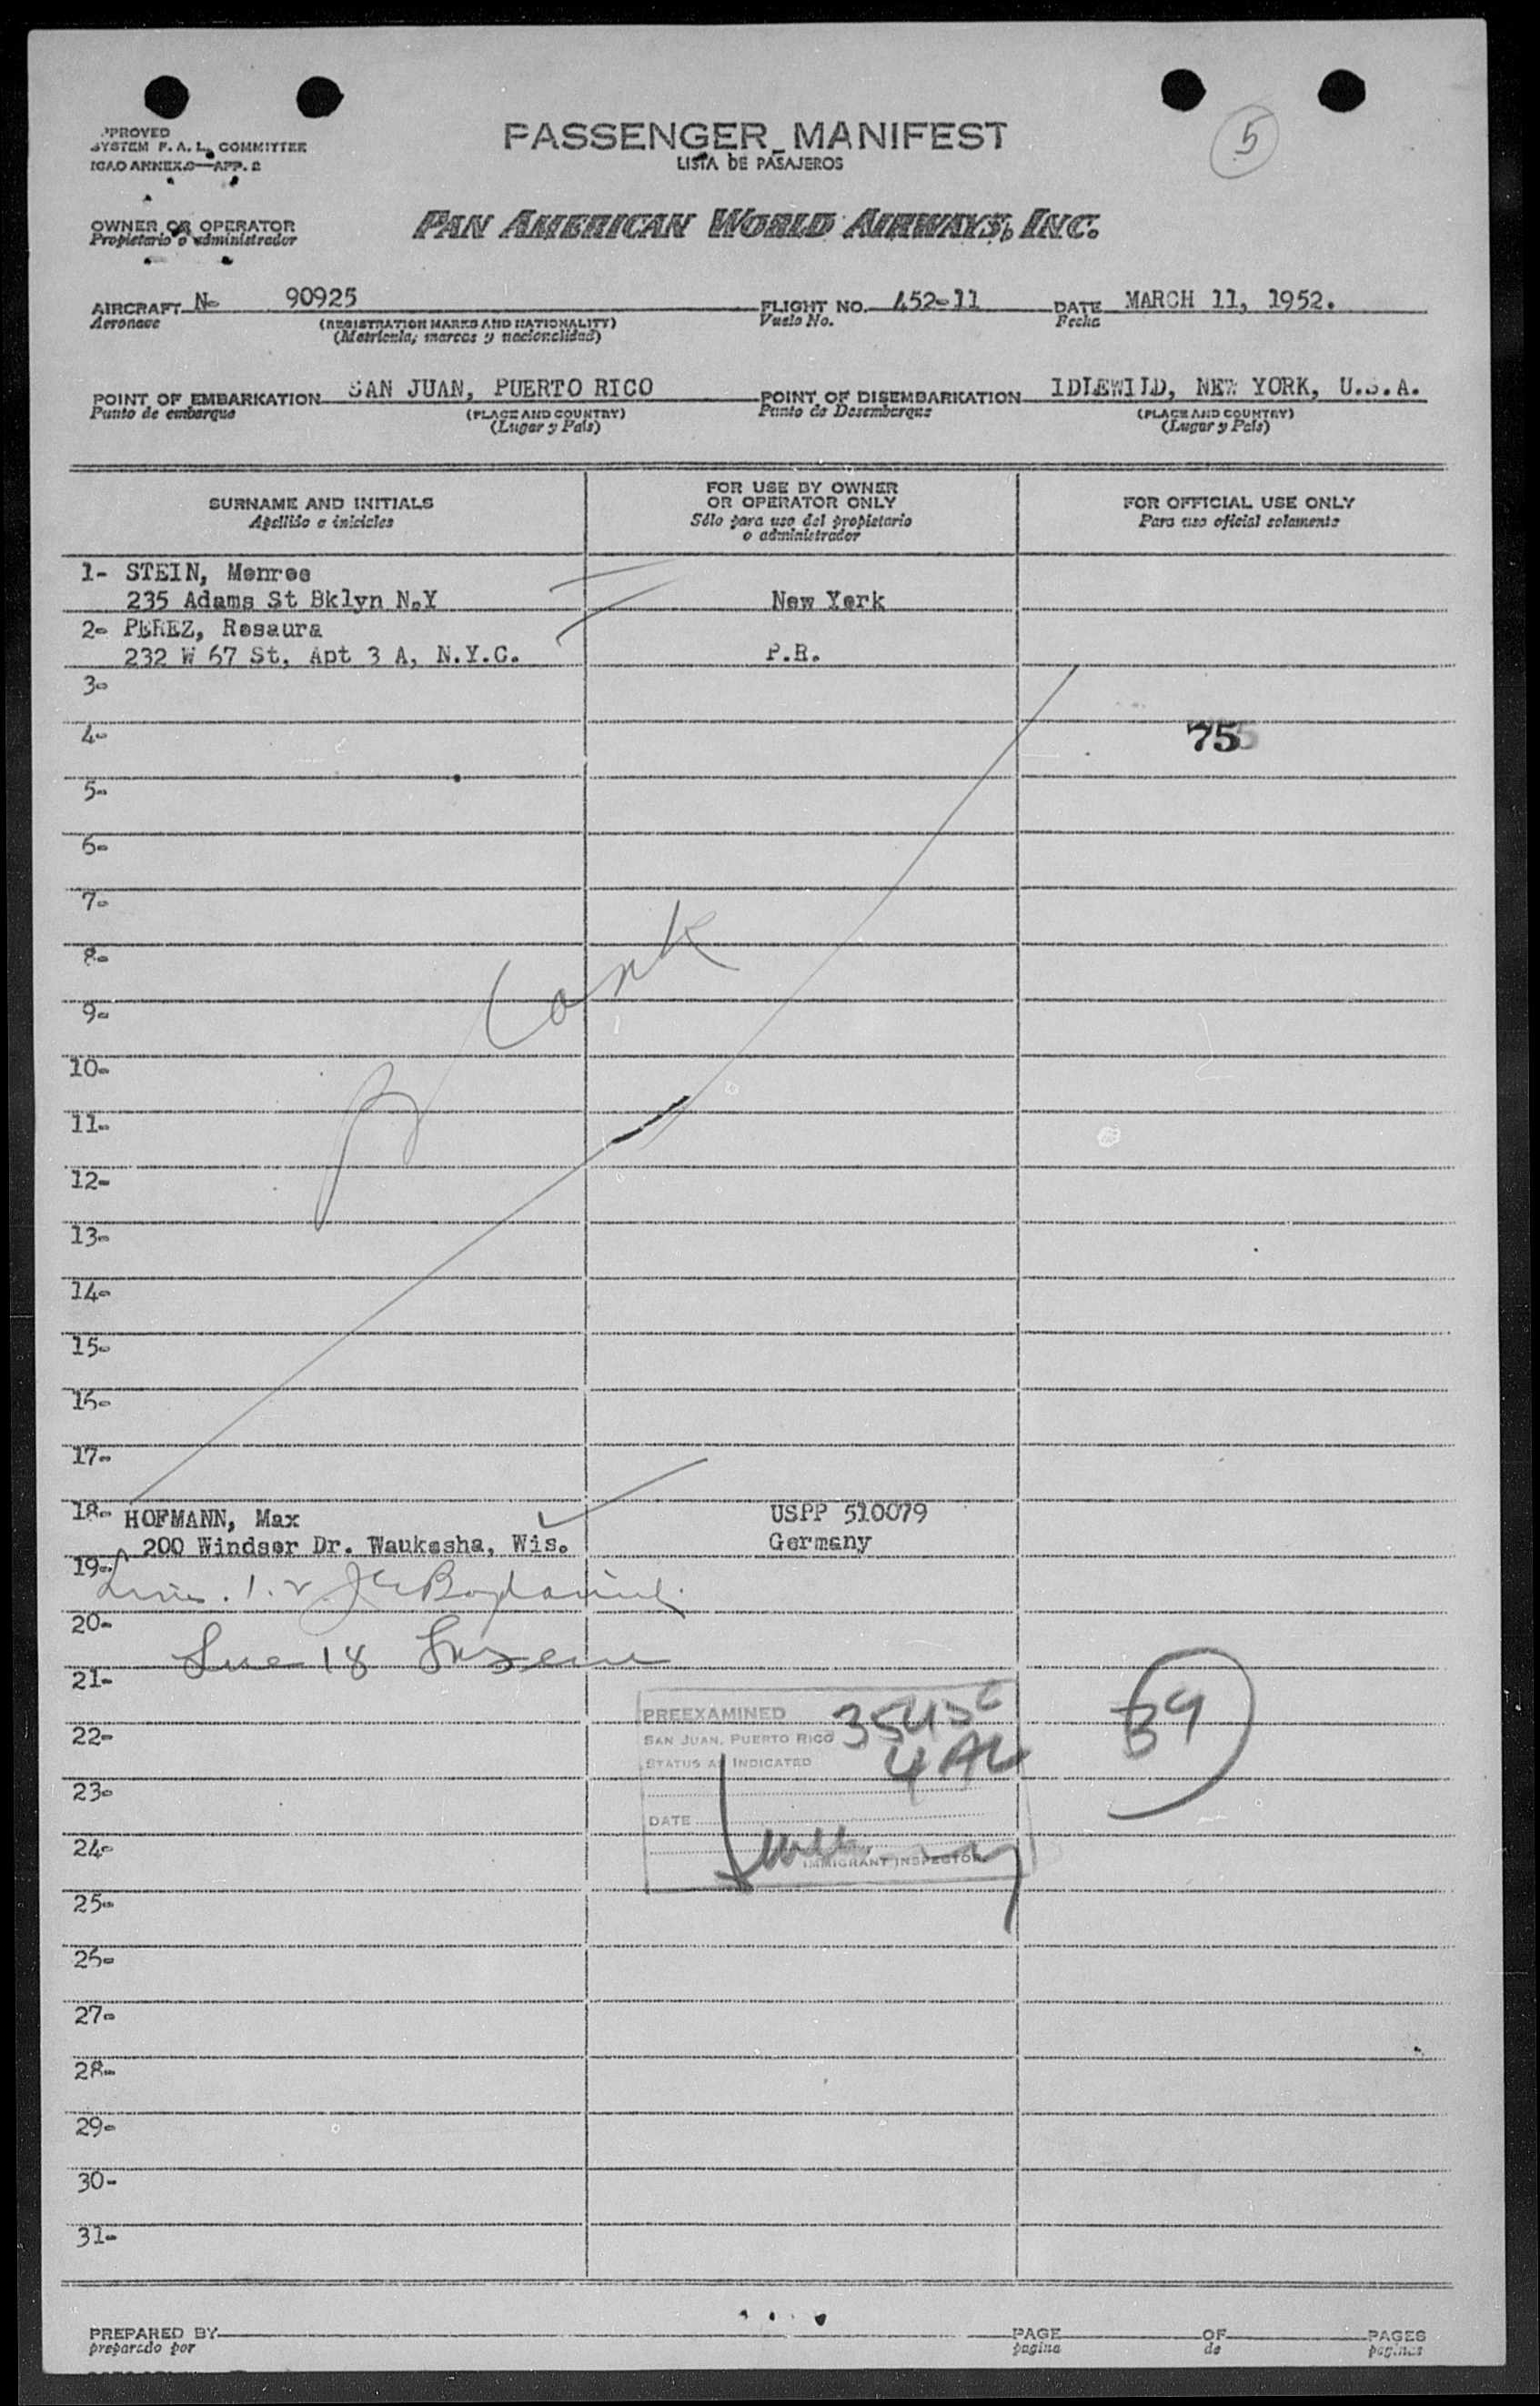 PPROVED
SYSTEM F. A. L. COMMITTEE
ICAO ANNEX.9—APP. 2
PASSENGER MANIFEST
LISTA DE PASAJEROS
5
OWNER OR OPERATOR
Propietario o administrador
PAN AMERICAN WORLD AIRWAYS, INC.
AIRCRAFT N- 90925 FLIGHT NO. 452-11 DATE MARCH 11, 1952.
Aeronave (REGISTRATION MARKS AND NATIONALITY) Vuelo No. Fecha
(Matrícula, marcas y nacionalidad)
POINT OF EMBARKATION SAN JUAN, PUERTO RICO POINT OF DISEMBARKATION IDLEWILD, NEW YORK, U.S.A.
Punto de embarque (PLACE AND COUNTRY) Punto de Desembarque (PLACE AND COUNTRY)
(Lugar y País) (Lugar y País)
SURNAME AND INITIALS FOR USE BY OWNER OR OPERATOR ONLY FOR OFFICIAL USE ONLY
Apellido e iniciales Sólo para uso del propietario o administrador Para uso oficial solamente
1- STEIN, Monroe
235 Adams St Bklyn N.Y New York
2- PEREZ, Rosaura
232 W 67 St, Apt 3 A, N.Y.C. P.R.
3-
4- 755
5-
6-
7-
8-
9-
Blank
10-
11-
12-
13-
14-
15-
16-
17-
18- HOFMANN, Max USPP 510079
200 Windsor Dr. Waukesha, Wis. Germany
19-
20-
18
21-
PREEXAMINED
22- SAN JUAN, PUERTO RICO 39
STATUS AS INDICATED
23-
DATE
24-
IMMIGRANT INSPECTOR
25-
26-
27-
28-
29-
30-
31-
PREPARED BY PAGE OF PAGES
preparado por pagina de paginas